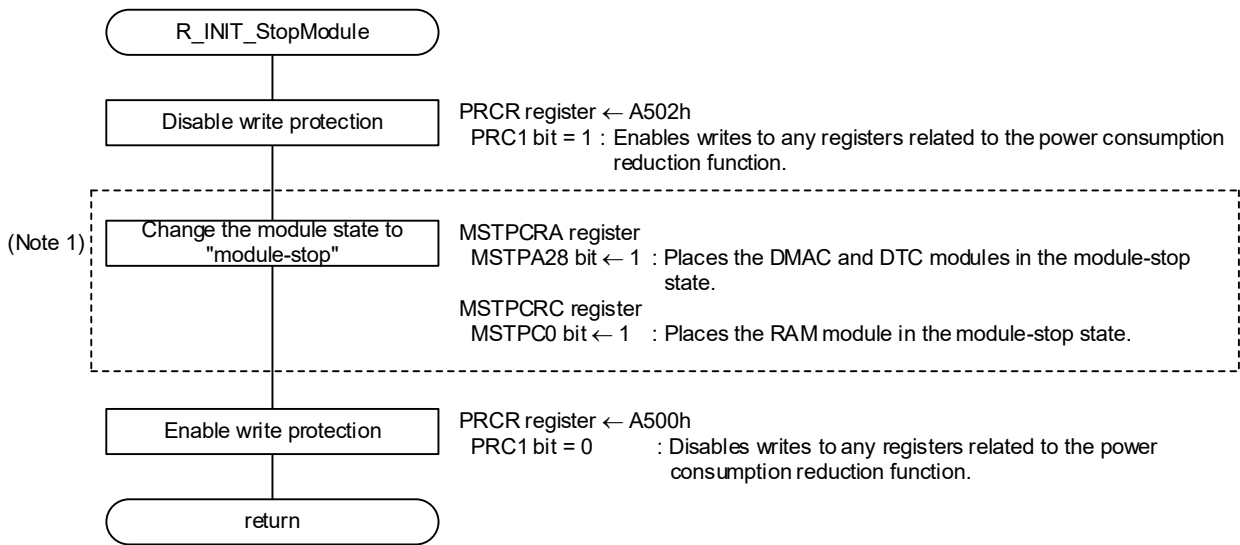 R_INIT_StopModule
Disable write protection
PRCR register ← A502h
PRC1 bit = 1 : Enables writes to any registers related to the power consumption
reduction function.
(Note 1)
Change the module state to
"module-stop"
MSTPCRA register
MSTPA28 bit ← 1 : Places the DMAC and DTC modules in the module-stop
state.
MSTPCRC register
MSTPC0 bit ← 1 : Places the RAM module in the module-stop state.
Enable write protection
PRCR register ← A500h
PRC1 bit = 0 : Disables writes to any registers related to the power
consumption reduction function.
return